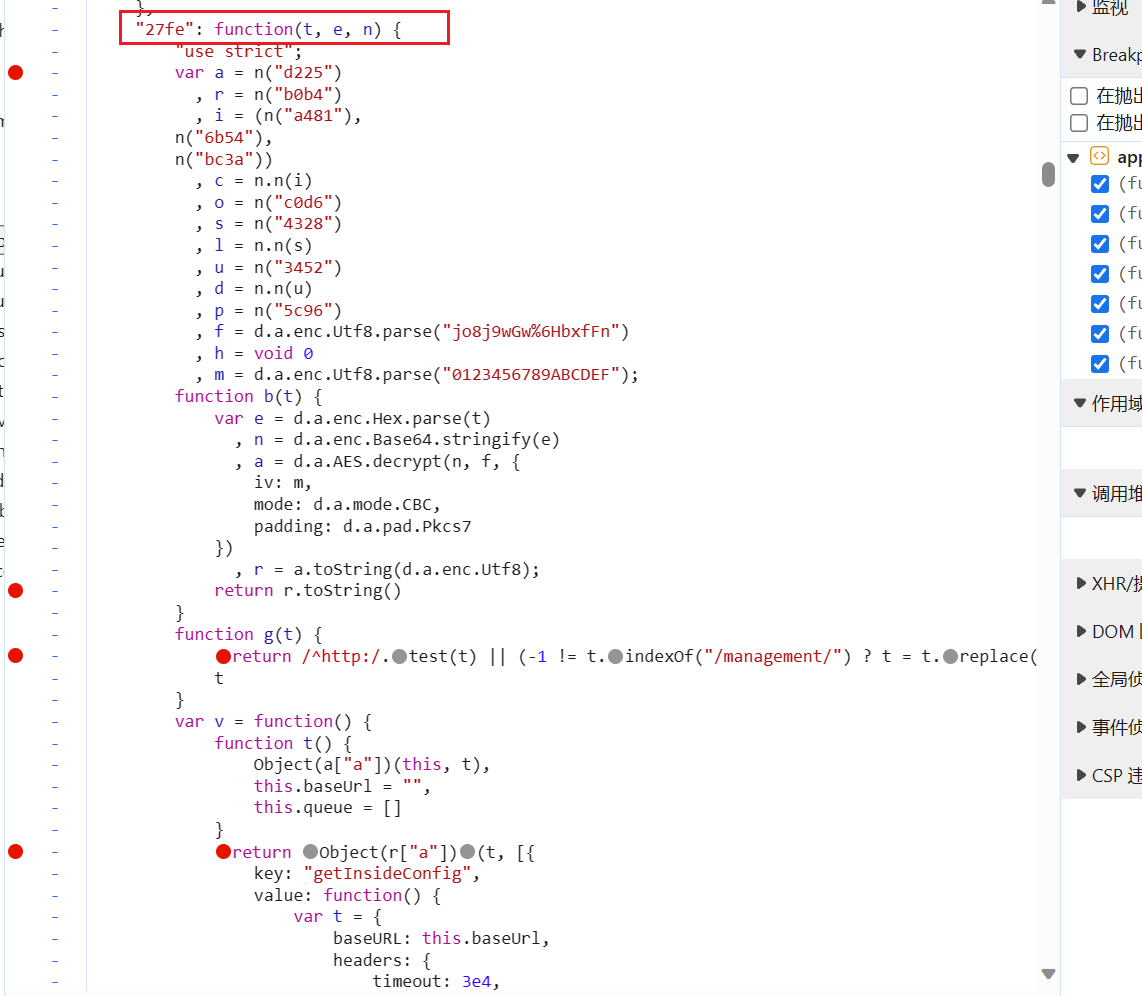 },
"27fe": function(t, e, n) {
"use strict";
var a = n("d225")
, r = n("b0b4")
, i = (n("a481"),
n("6b54"),
n("bc3a"))
, c = n.n(i)
, o = n("c0d6")
, s = n("4328")
, l = n.n(s)
, u = n("3452")
, d = n.n(u)
, p = n("5c96")
, f = d.a.enc.Utf8.parse("jo8j9wGw%6HbxfFn")
, h = void 0
, m = d.a.enc.Utf8.parse("0123456789ABCDEF");
function b(t) {
var e = d.a.enc.Hex.parse(t)
, n = d.a.enc.Base64.stringify(e)
, a = d.a.AES.decrypt(n, f, {
iv: m,
mode: d.a.mode.CBC,
padding: d.a.pad.Pkcs7
})
, r = a.toString(d.a.enc.Utf8);
return r.toString()
}
function g(t) {
return /^http:/.test(t) || (-1 != t.indexOf("/management/") ? t = t.replace(
t
}
var v = function() {
function t() {
Object(a["a"])(this, t),
this.baseUrl = "",
this.queue = []
}
return Object(r["a"])(t, [{
key: "getInsideConfig",
value: function() {
var t = {
baseURL: this.baseUrl,
headers: {
timeout: 3e4,
监视
Breakp
在抛出
在抛出
app
(fu
(fu
(fu
(fu
(fu
(fu
(fu
作用域
调用堆
XHR/提
DOM
全局侦
事件侦
CSP 违